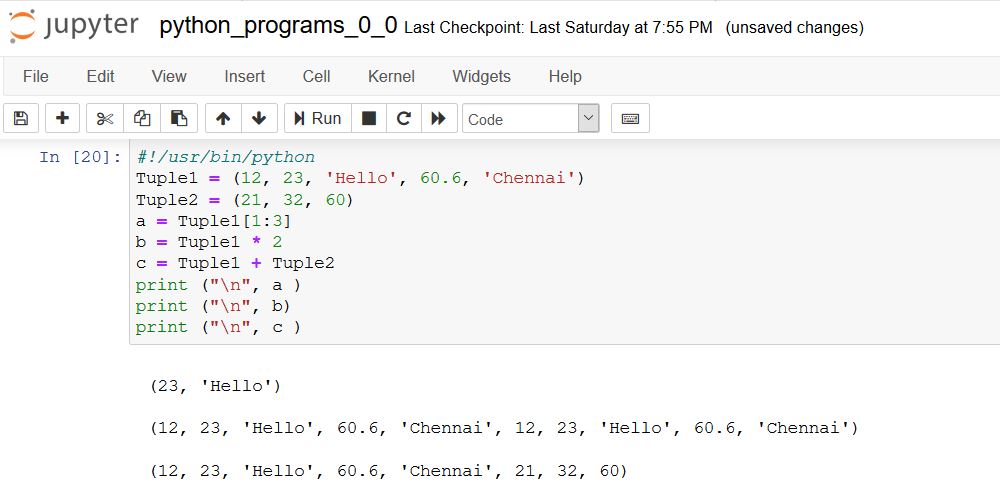 jupyter python_programs_0_0 Last Checkpoint: Last Saturday at 7:55 PM (unsaved changes)
File Edit View Insert Cell Kernel Widgets Help
Run Code
In [20]: #!/usr/bin/python
Tuple1 = (12, 23, 'Hello', 60.6, 'Chennai')
Tuple2 = (21, 32, 60)
a = Tuple1[1:3]
b = Tuple1 * 2
c = Tuple1 + Tuple2
print ("\n", a )
print ("\n", b)
print ("\n", c )
(23, 'Hello')
(12, 23, 'Hello', 60.6, 'Chennai', 12, 23, 'Hello', 60.6, 'Chennai')
(12, 23, 'Hello', 60.6, 'Chennai', 21, 32, 60)